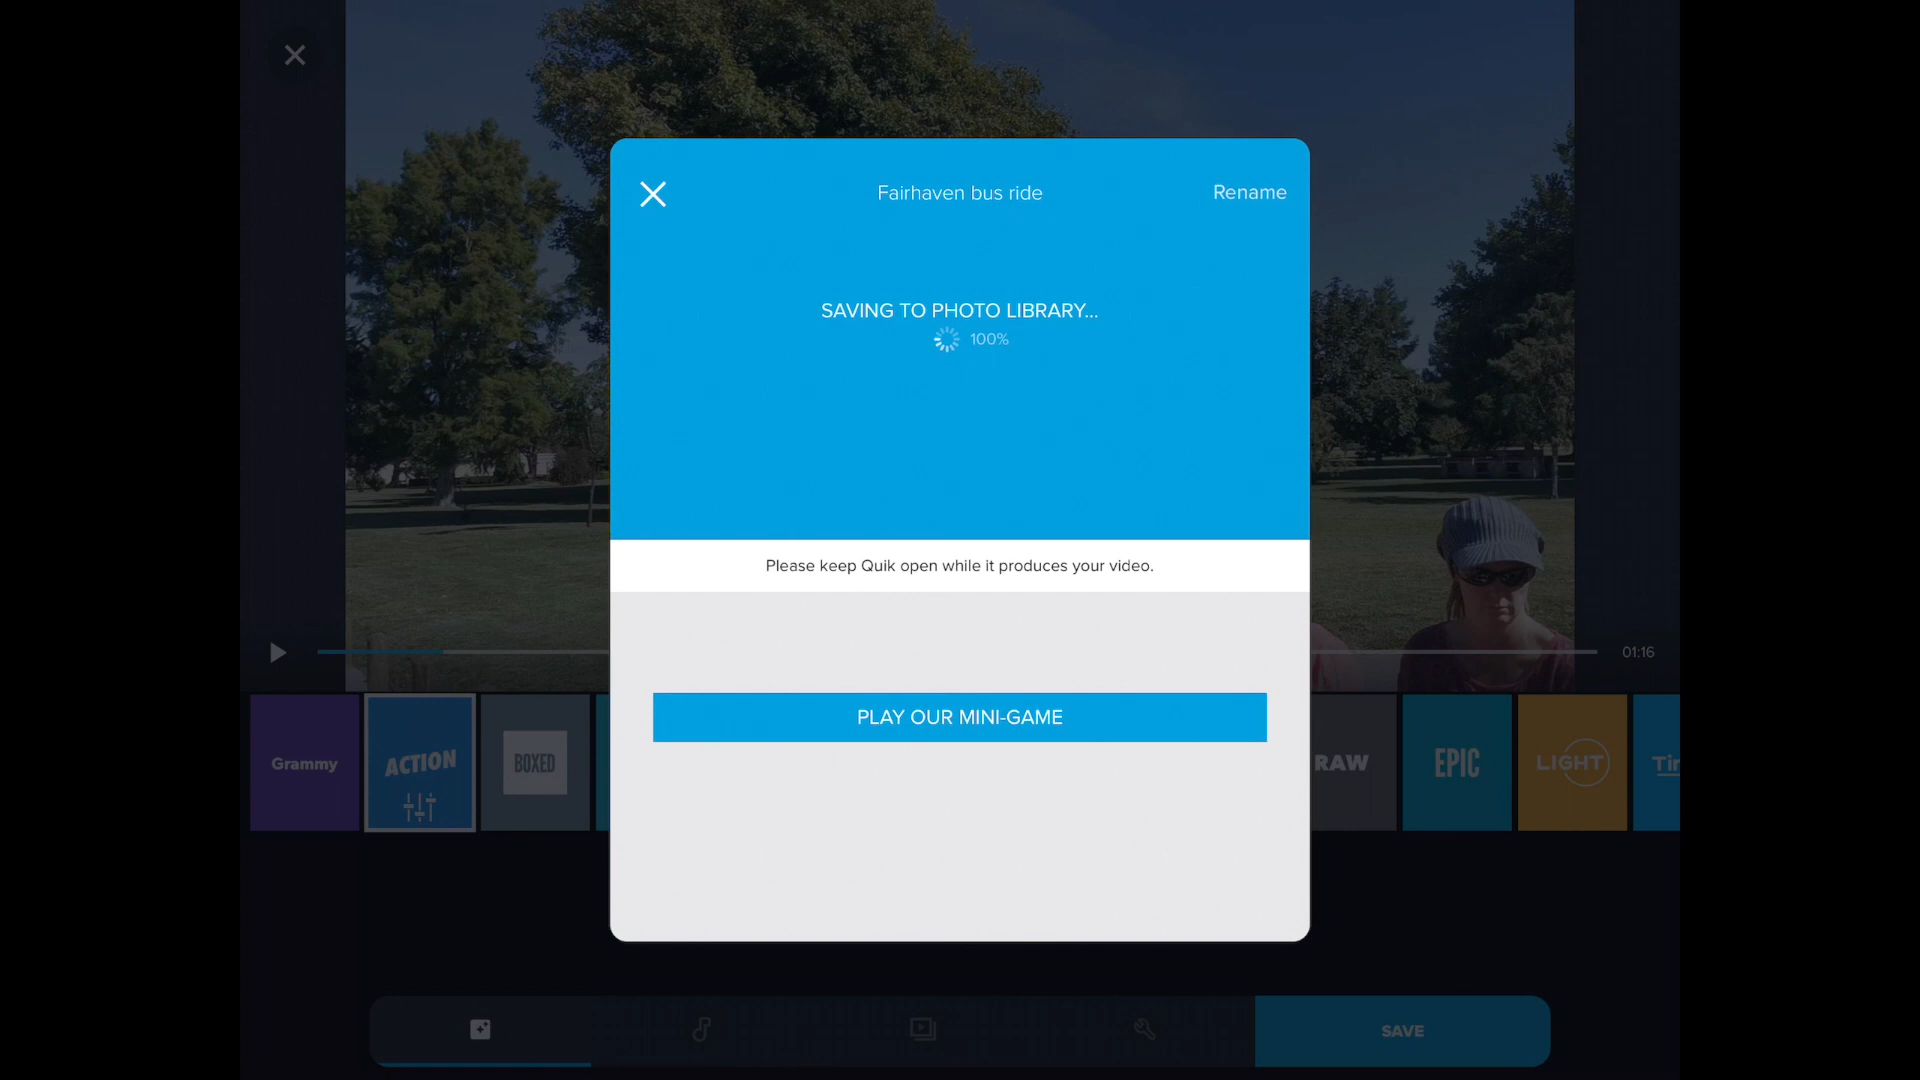 Fairhaven bus ride
Rename
SAVING TO PHOTO LIBRARY...
100%
Please keep Quik open while it produces your video.
01:16
PLAY OUR MINI-GAME
Grammy
ACTION
BOXED
RAW
EPIC
LIGHT
SAVE